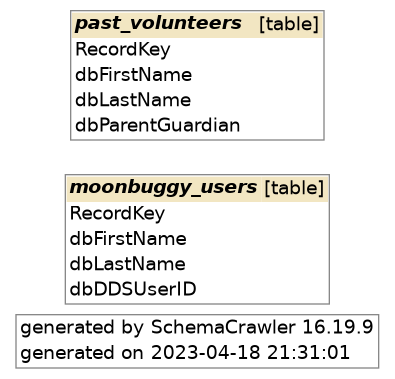 past_volunteers [table]
RecordKey
dbFirstName
dbLastName
dbParentGuardian
moonbuggy_users [table]
RecordKey
dbFirstName
dbLastName
dbDDSUserID
generated by SchemaCrawler 16.19.9
generated on 2023-04-18 21:31:01